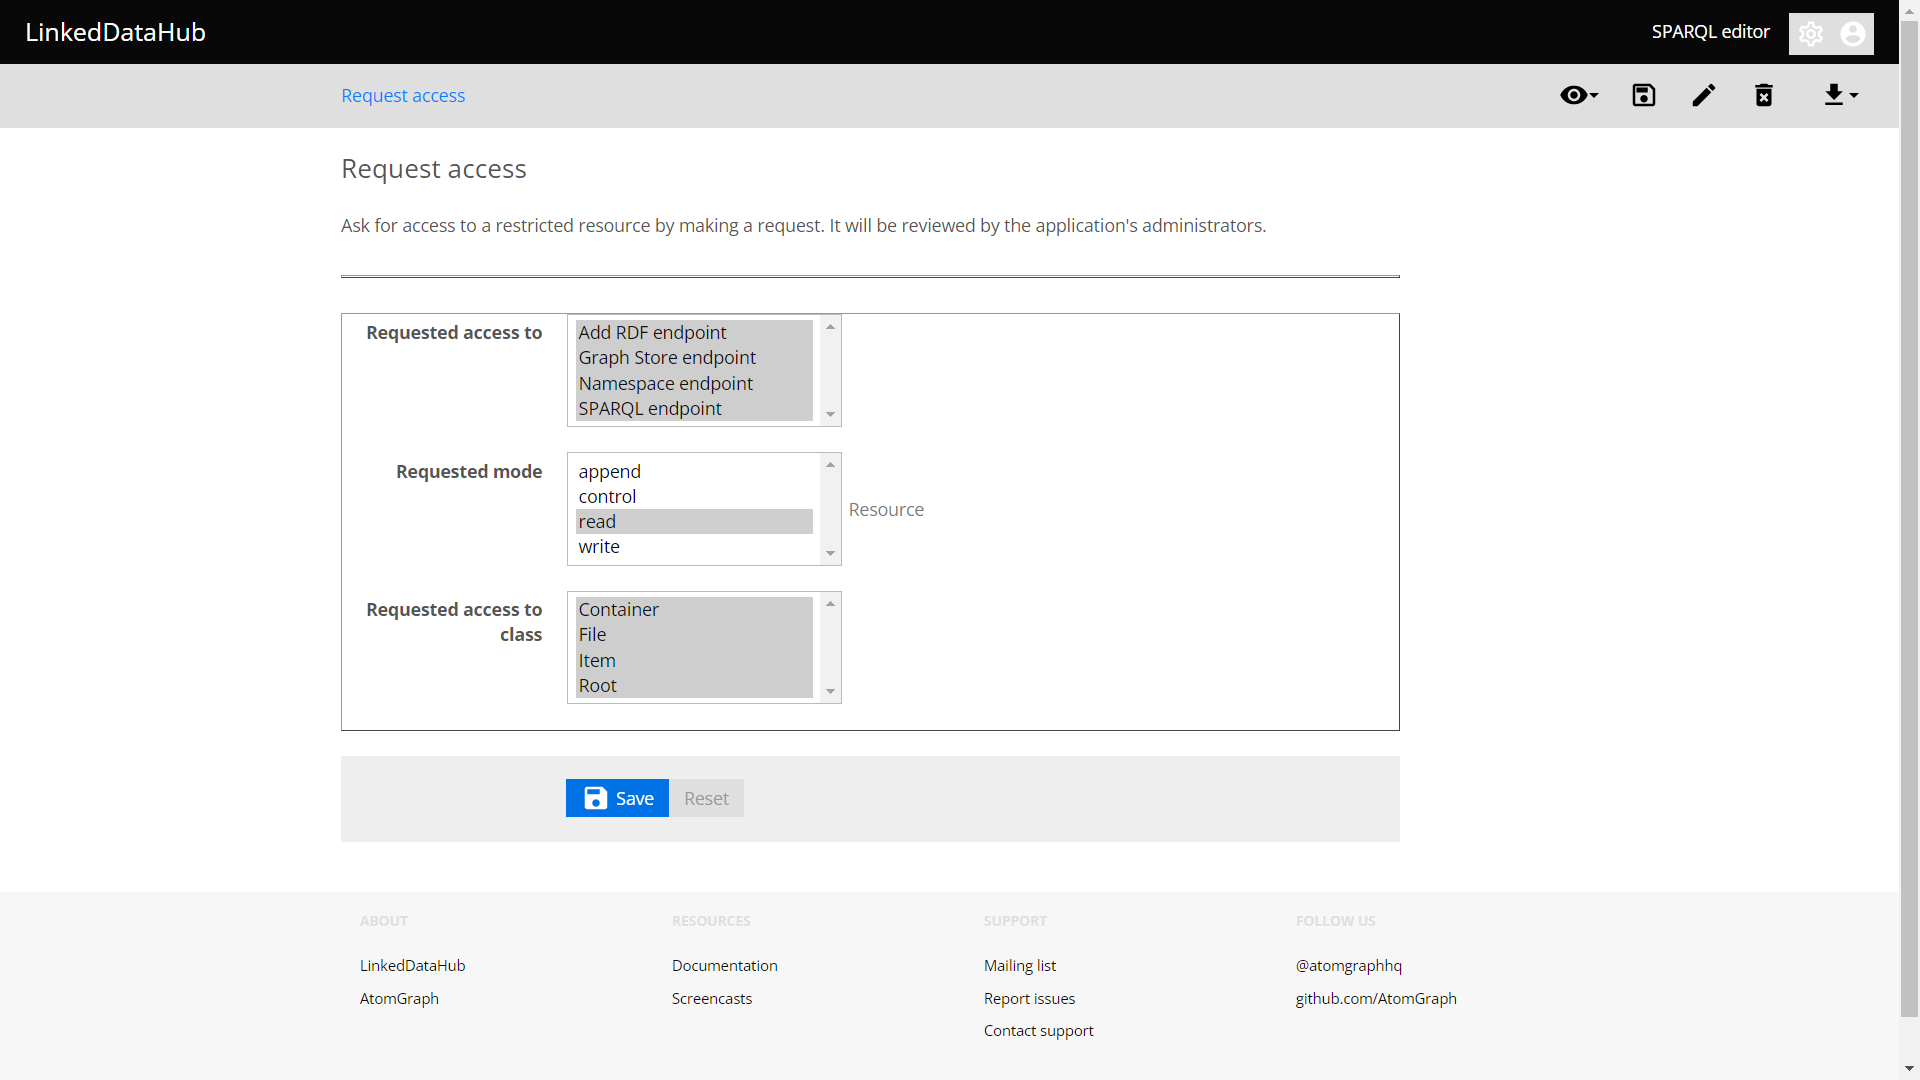 LinkedDataHub
SPARQL editor
Request access
Request access
Ask for access to a restricted resource by making a request. It will be reviewed by the application's administrators.
Requested access to
Add RDF endpoint
Graph Store endpoint
Namespace endpoint
SPARQL endpoint
Requested mode
append
control
read
write
Resource
Requested access to
class
Container
File
Item
Root
Save
Reset
ABOUT
LinkedDataHub
AtomGraph
RESOURCES
Documentation
Screencasts
SUPPORT
Mailing list
Report issues
Contact support
FOLLOW US
@atomgraphhq
github.com/AtomGraph